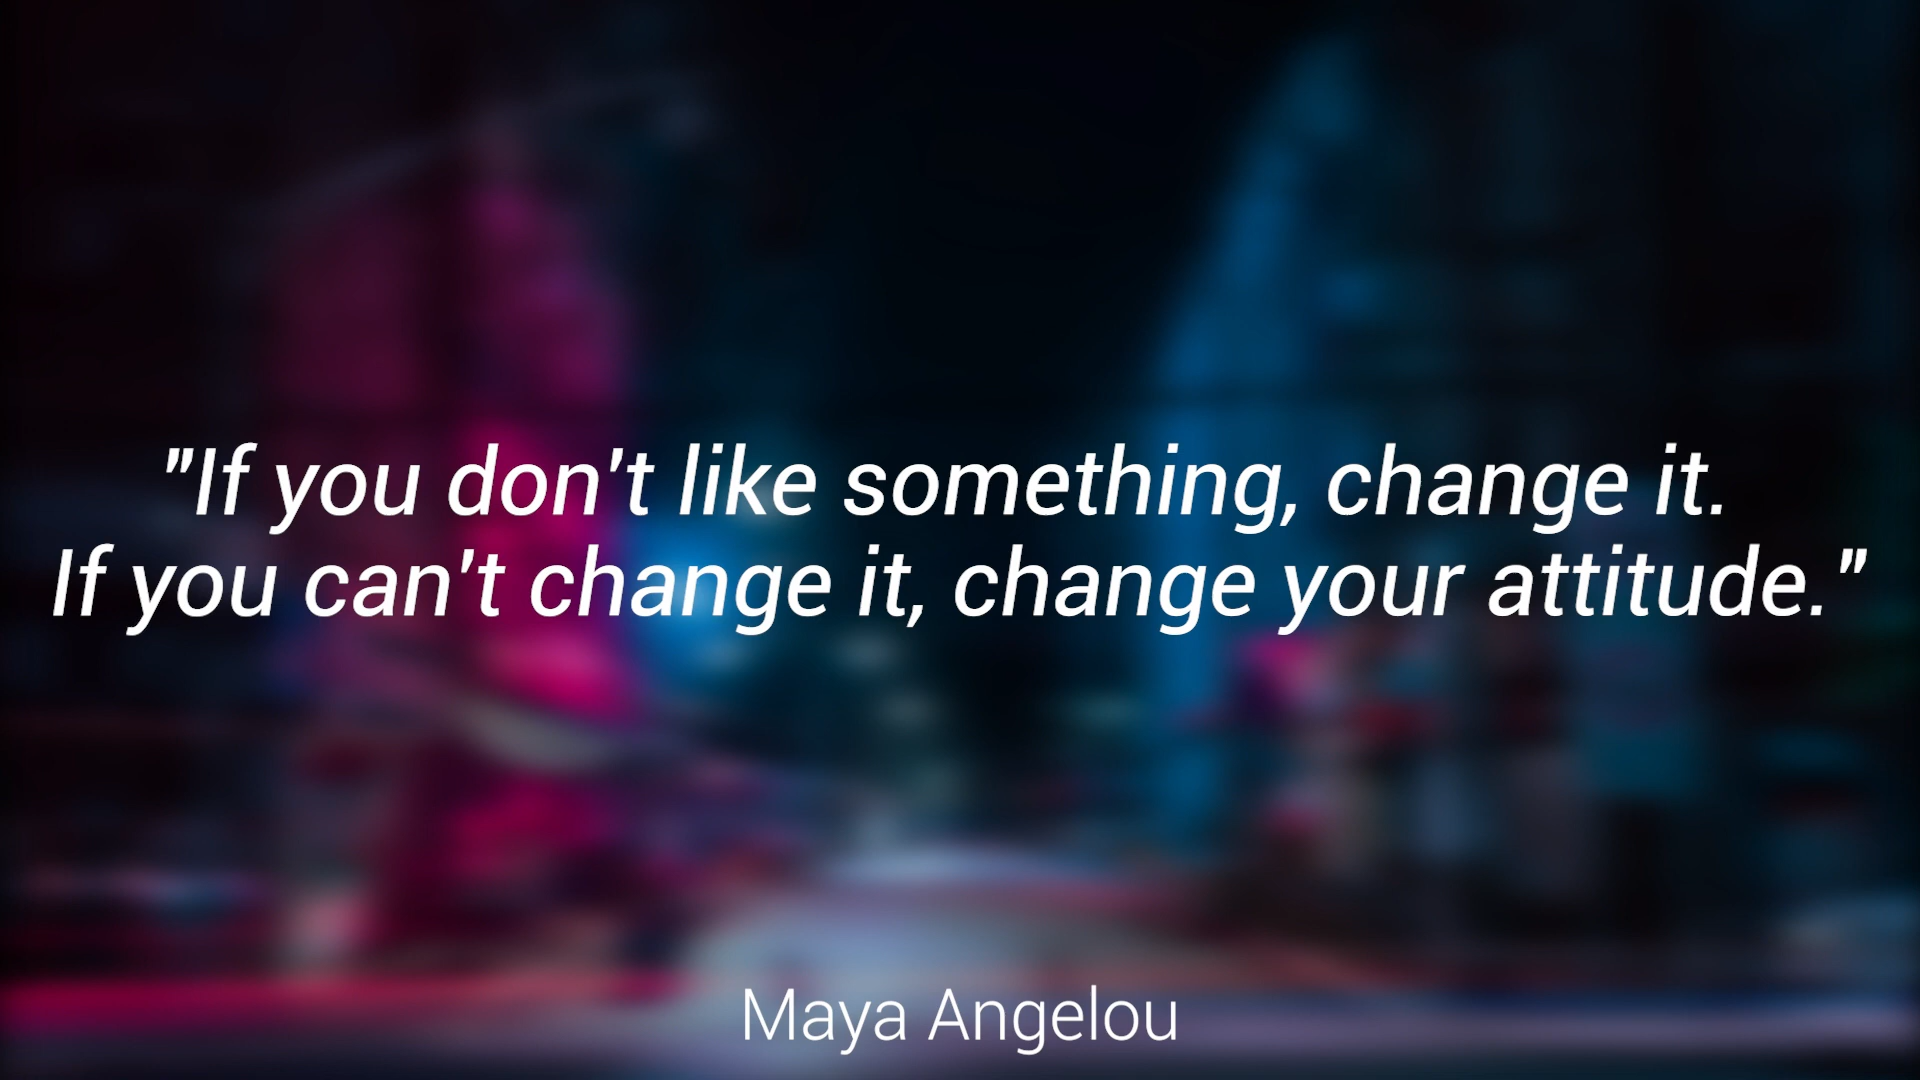 "If you don't like something, change it.
If you can't change it, change your attitude."
Maya Angelou